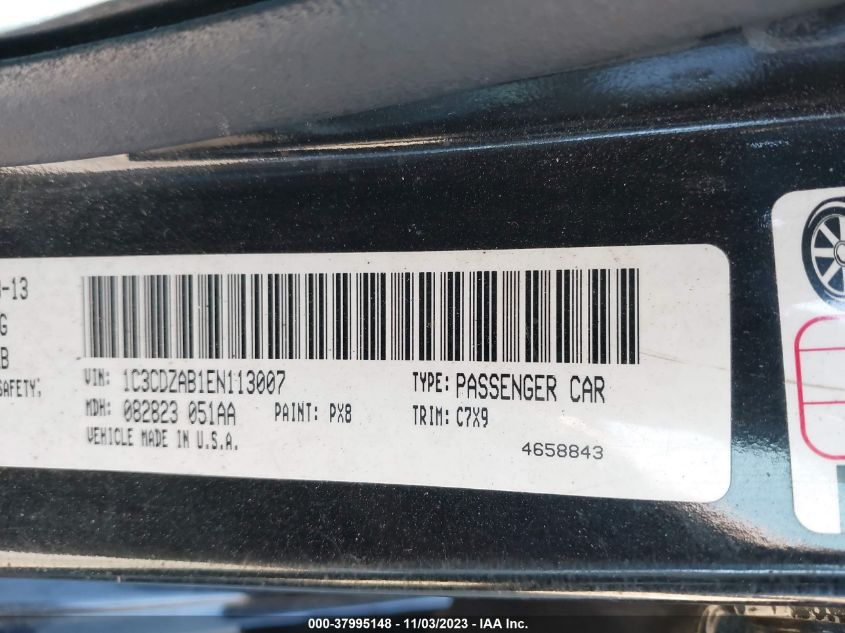 -13
G
B
SAFETY,
VIN: 1C3CDZAB1EN113007 TYPE: PASSENGER CAR
MDH: 082823 051AA PAINT: PX8 TRIM: C7X9
VEHICLE MADE IN U.S.A.
4658843
000-37995148 - 11/03/2023 - IAA Inc.